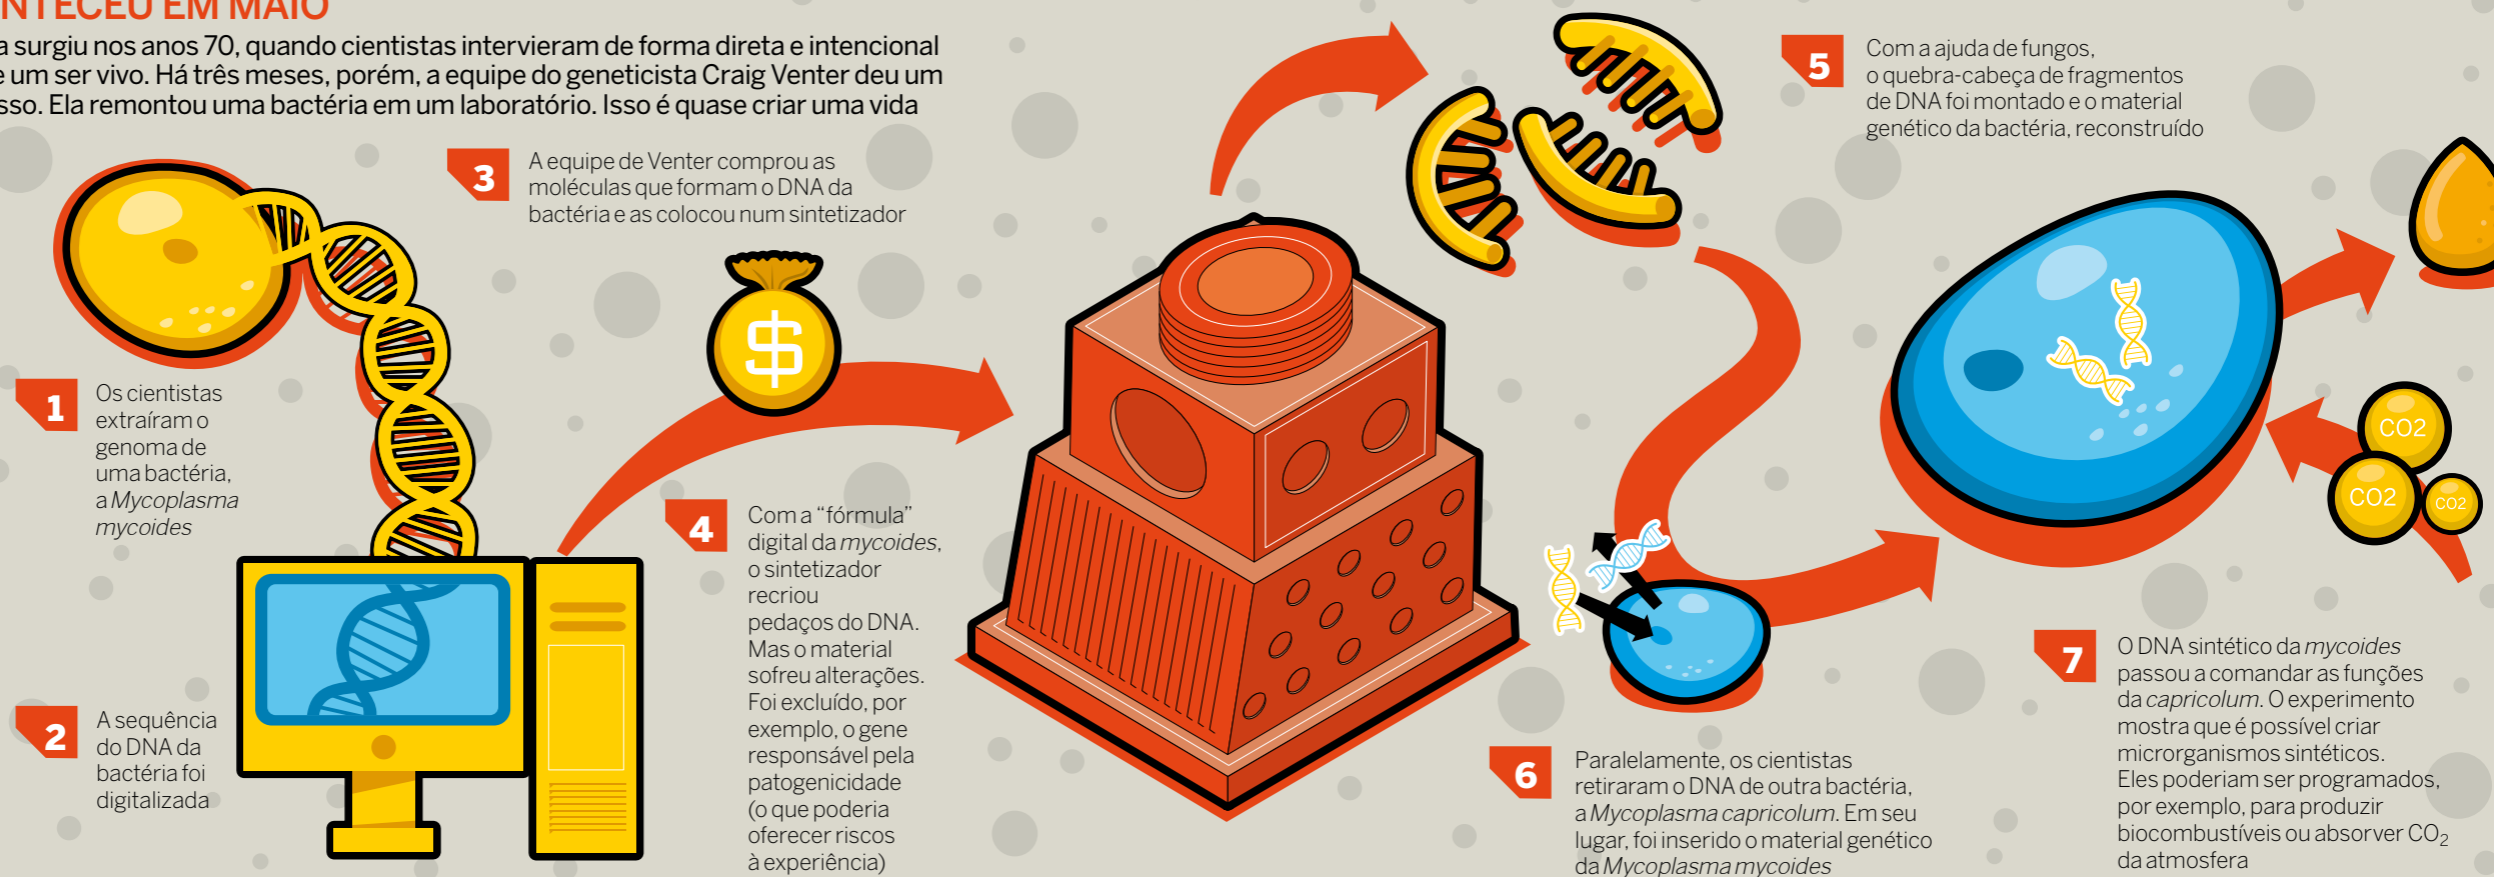 NTECEU EM MAIO
a surgiu nos anos 70, quando cientistas intervieram de forma direta e intencional
e um ser vivo. Há três meses, porém, a equipe do geneticista Craig Venter deu um
sso. Ela remontou uma bactéria em um laboratório. Isso é quase criar uma vida
1
Os cientistas
extraíram o
genoma de
uma bactéria,
a Mycoplasma
mycoides
2
A sequência
do DNA da
bactéria foi
digitalizada
3
A equipe de Venter comprou as
moléculas que formam o DNA da
bactéria e as colocou num sintetizador
$
4
Com a “fórmula”
digital da mycoides,
o sintetizador
recriou
pedaços do DNA.
Mas o material
sofreu alterações.
Foi excluído, por
exemplo, o gene
responsável pela
patogenicidade
(o que poderia
oferecer riscos
à experiência)
5
Com a ajuda de fungos,
o quebra-cabeça de fragmentos
de DNA foi montado e o material
genético da bactéria, reconstruído
6
Paralelamente, os cientistas
retiraram o DNA de outra bactéria,
a Mycoplasma capricolum. Em seu
lugar, foi inserido o material genético
da Mycoplasma mycoides
CO2
CO2
CO2
7
O DNA sintético da mycoides
passou a comandar as funções
da capricolum. O experimento
mostra que é possível criar
microrganismos sintéticos.
Eles poderiam ser programados,
por exemplo, para produzir
biocombustíveis ou absorver CO₂
da atmosfera